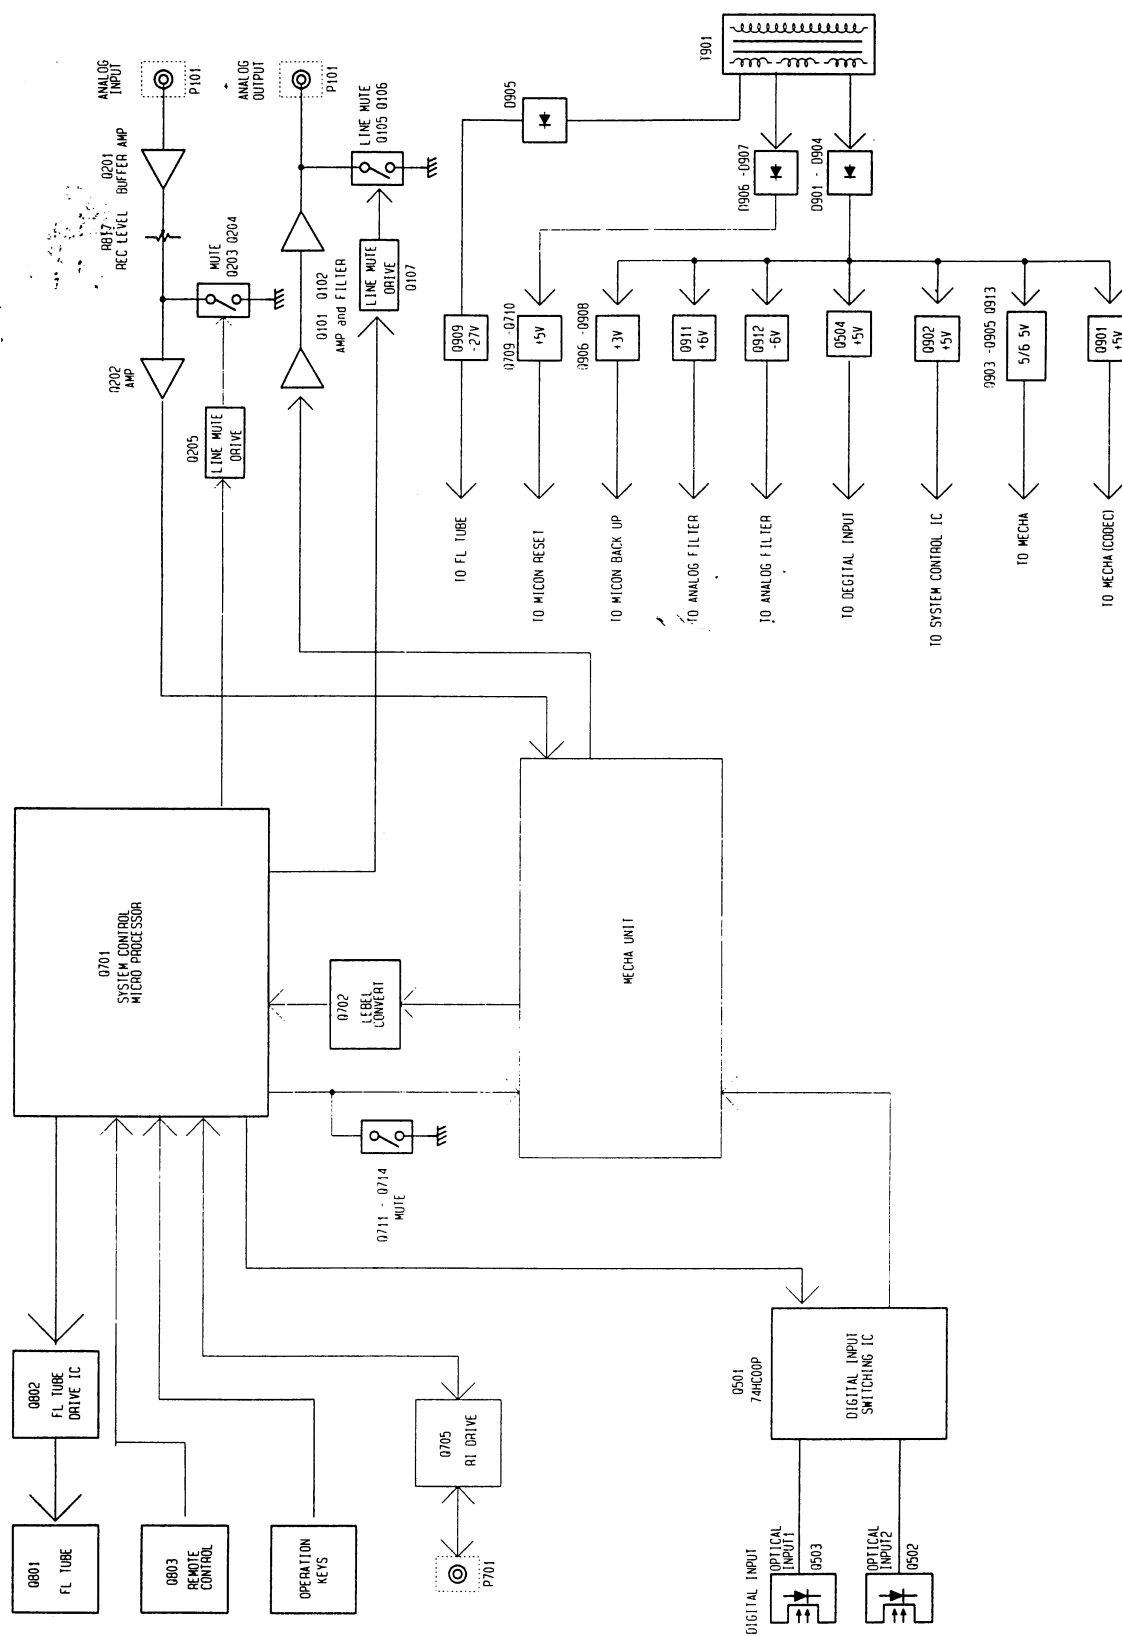 Q801
FL TUBE
Q802
FL TUBE
DRIVE IC
Q803
REMOTE
CONTROL
OPERATION
KEYS
P701
Q705
RI DRIVE
DIGITAL INPUT
OPTICAL
INPUT1
Q503
OPTICAL
INPUT2
Q502
Q501
74HC00P
DIGITAL INPUT
SWITCHING IC
Q711 - Q714
MUTE
Q701
SYSTEM CONTROL
MICRO PROCESSOR
Q702
LEBEL
CONVERT
MECHA UNIT
Q205
LINE MUTE
DRIVE
Q202
AMP
MUTE
Q203 Q204
REC LEVEL
Q201
BUFFER AMP
ANALOG
INPUT
P101
ANALOG
OUTPUT
P101
Q101 Q102
AMP and FILTER
LINE MUTE
DRIVE
Q107
LINE MUTE
Q105 Q106
T901
D905
D906 -D907
D901 - D904
Q909
-27V
TO FL TUBE
Q709 -Q710
+5V
TO MICON RESET
Q906 -Q908
+3V
TO MICON BACK UP
Q911
+6V
TO ANALOG FILTER
Q912
-6V
TO ANALOG FILTER
Q504
+5V
TO DEGITAL INPUT
Q902
+5V
TO SYSTEM CONTROL IC
Q903 -Q905 Q913
5/6 5V
TO MECHA
Q901
+5V
TO MECHA(CODEC)